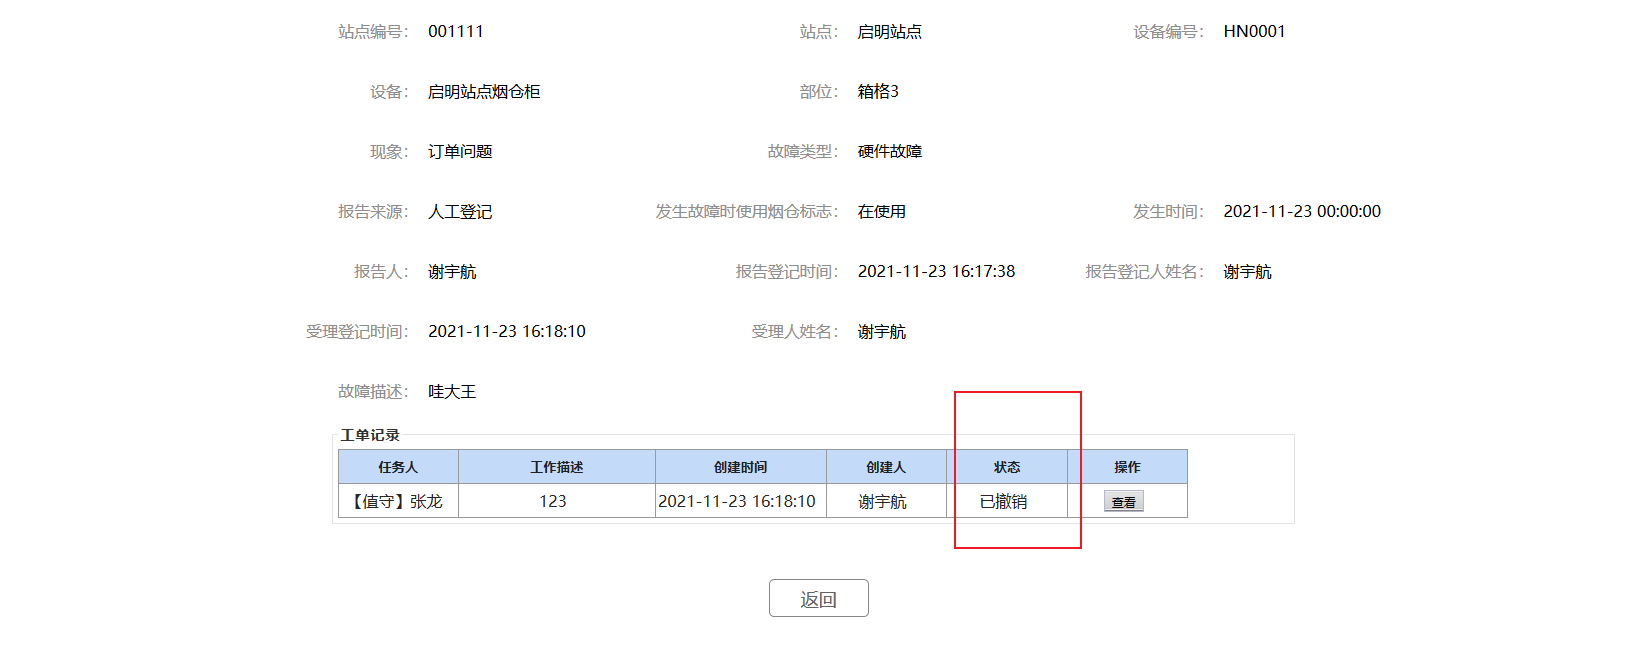 站点编号： 001111 站点： 启明站点 设备编号： HN0001
设备： 启明站点烟仓柜 部位： 箱格3
现象： 订单问题 故障类型： 硬件故障
报告来源： 人工登记 发生故障时使用烟仓标志： 在使用 发生时间： 2021-11-23 00:00:00
报告人： 谢宇航 报告登记时间： 2021-11-23 16:17:38 报告登记人姓名： 谢宇航
受理登记时间： 2021-11-23 16:18:10 受理人姓名： 谢宇航
故障描述： 哇大王
工单记录
任务人 工作描述 创建时间 创建人 状态 操作
【值守】张龙 123 2021-11-23 16:18:10 谢宇航 已撤销 查看
返回